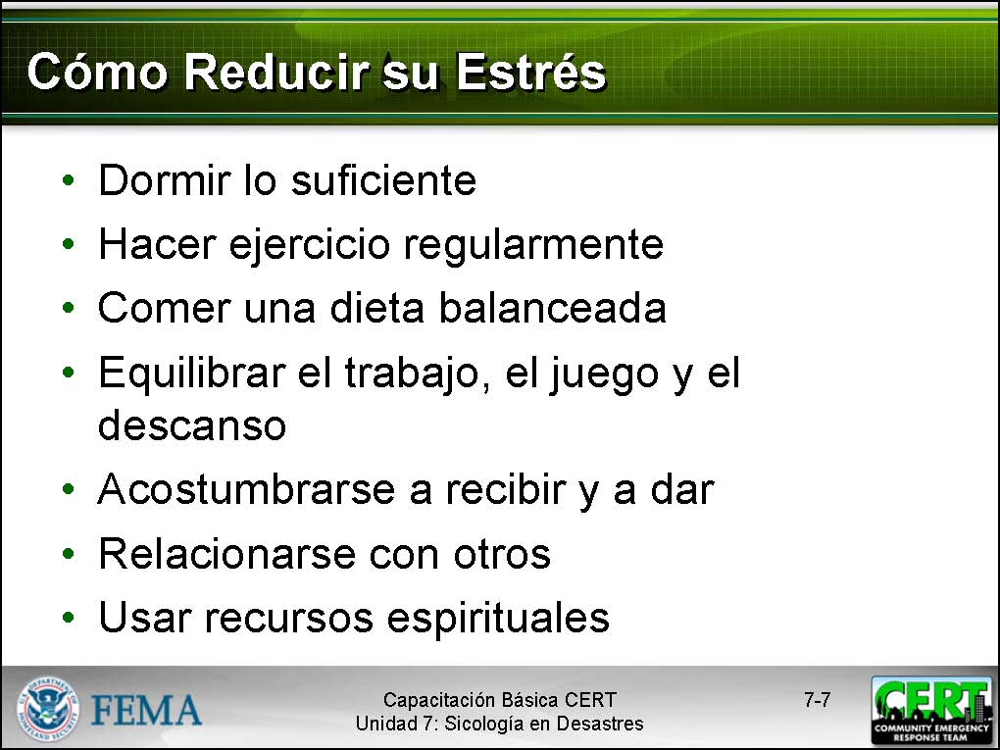 Cómo Reducir su Estrés
• Dormir lo suficiente
• Hacer ejercicio regularmente
• Comer una dieta balanceada
• Equilibrar el trabajo, el juego y el
descanso
• Acostumbrarse a recibir y a dar
• Relacionarse con otros
• Usar recursos espirituales
U.S. DEPARTMENT OF HOMELAND SECURITY
FEMA
Capacitación Básica CERT
Unidad 7: Sicología en Desastres
7-7
CERT
COMMUNITY EMERGENCY
RESPONSE TEAM